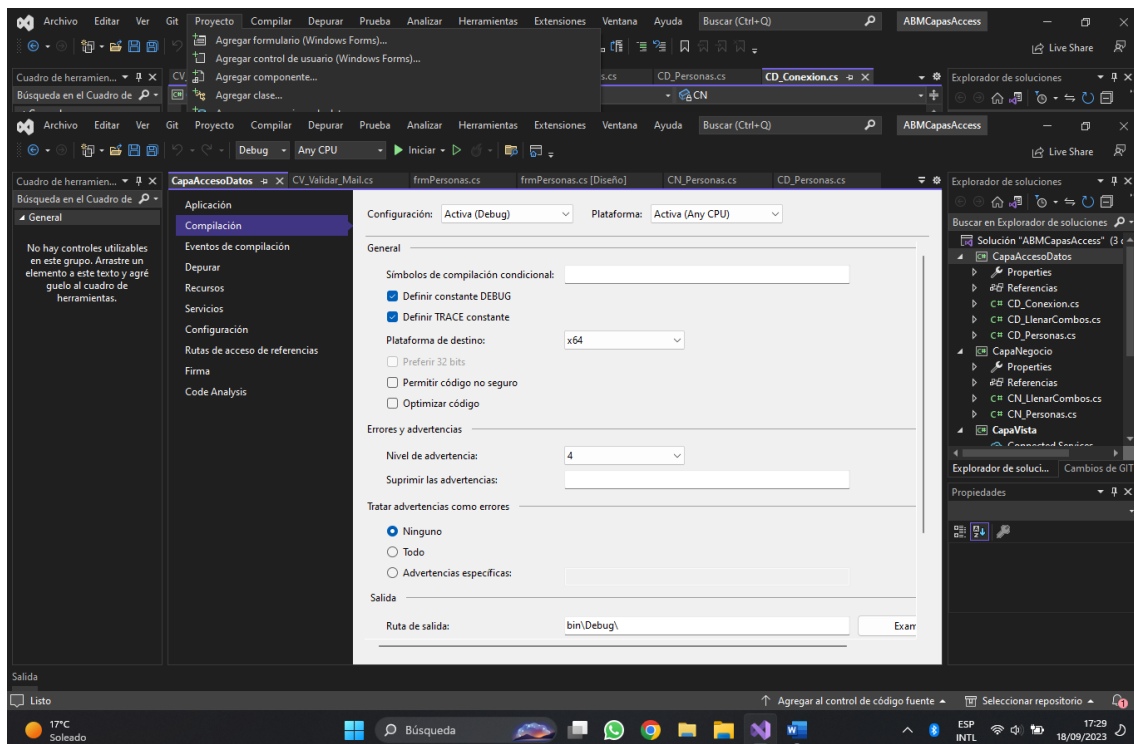 Archivo Editar Ver Git Proyecto Compilar Depurar Prueba Analizar Herramientas Extensiones Ventana Ayuda Buscar (Ctrl+Q) ABMCapasAccess
Agregar formulario (Windows Forms)...
Live Share
Agregar control de usuario (Windows Forms)...
Cuadro de herramien... CV_ Agregar componente... s.cs CD_Personas.cs CD_Conexion.cs Explorador de soluciones
Búsqueda en el Cuadro de Agregar clase... CN
Archivo Editar Ver Git Proyecto Compilar Depurar Prueba Analizar Herramientas Extensiones Ventana Ayuda Buscar (Ctrl+Q) ABMCapasAccess
Debug Any CPU Iniciar Live Share
Cuadro de herramien... CapaAccesoDatos CV_Validar_Mail.cs frmPersonas.cs frmPersonas.cs [Diseño] CN_Personas.cs CD_Personas.cs Explorador de soluciones
Búsqueda en el Cuadro de
General
No hay controles utilizables
en este grupo. Arrastre un
elemento a este texto y agré
guelo al cuadro de
herramientas.
Aplicación
Compilación
Eventos de compilación
Depurar
Recursos
Servicios
Configuración
Rutas de acceso de referencias
Firma
Code Analysis
Configuración: Activa (Debug) Plataforma: Activa (Any CPU)
General
Símbolos de compilación condicional:
Definir constante DEBUG
Definir TRACE constante
Plataforma de destino: x64
Preferir 32 bits
Permitir código no seguro
Optimizar código
Errores y advertencias
Nivel de advertencia: 4
Suprimir las advertencias:
Tratar advertencias como errores
Ninguno
Todo
Advertencias específicas:
Salida
Ruta de salida: bin\Debug\ Exam
Buscar en Explorador de soluciones
Solución "ABMCapasAccess" (3
C# CapaAccesoDatos
Properties
Referencias
C# CD_Conexion.cs
C# CD_LlenarCombos.cs
C# CD_Personas.cs
C# CapaNegocio
Properties
Referencias
C# CN_LlenarCombos.cs
C# CN_Personas.cs
C# CapaVista
Connected Services
Explorador de soluci... Cambios de GIT
Propiedades
Salida
Listo Agregar al control de código fuente Seleccionar repositorio 1
17°C
Soleado
Búsqueda
ESP
INTL
17:29
18/09/2023